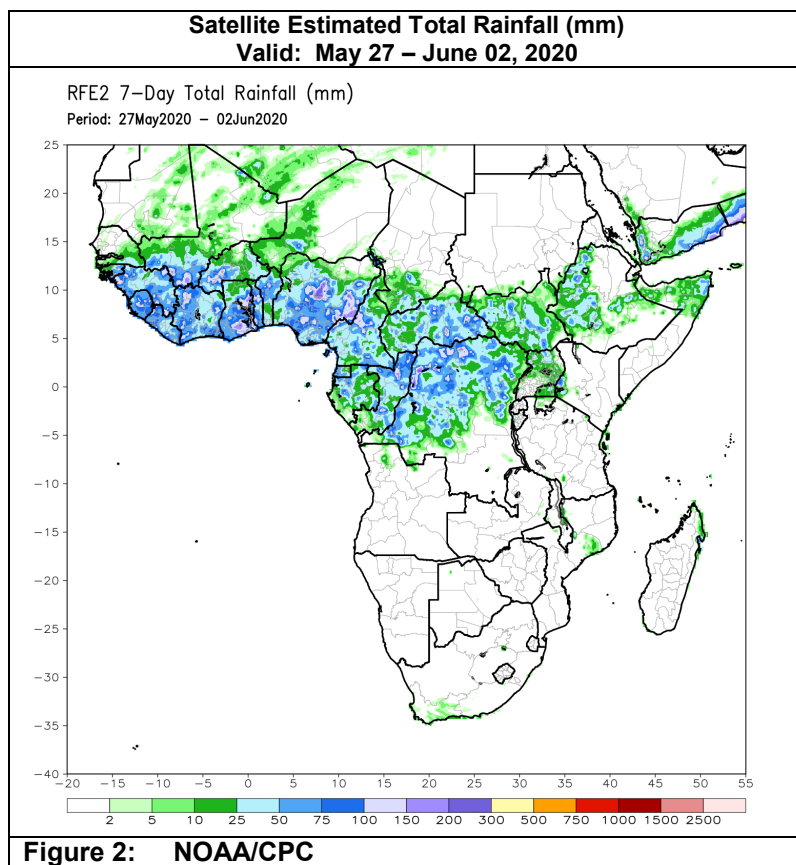 Satellite Estimated Total Rainfall (mm)
Valid: May 27 – June 02, 2020
RFE2 7-Day Total Rainfall (mm)
Period: 27May2020 – 02Jun2020
25
20
15
10
5
0
-5
-10
-15
-20
-25
-30
-35
-40
-20 -15 -10 -5 0 5 10 15 20 25 30 35 40 45 50 55
2 5 10 25 50 75 100 150 200 300 500 750 1000 1500 2500
Figure 2: NOAA/CPC